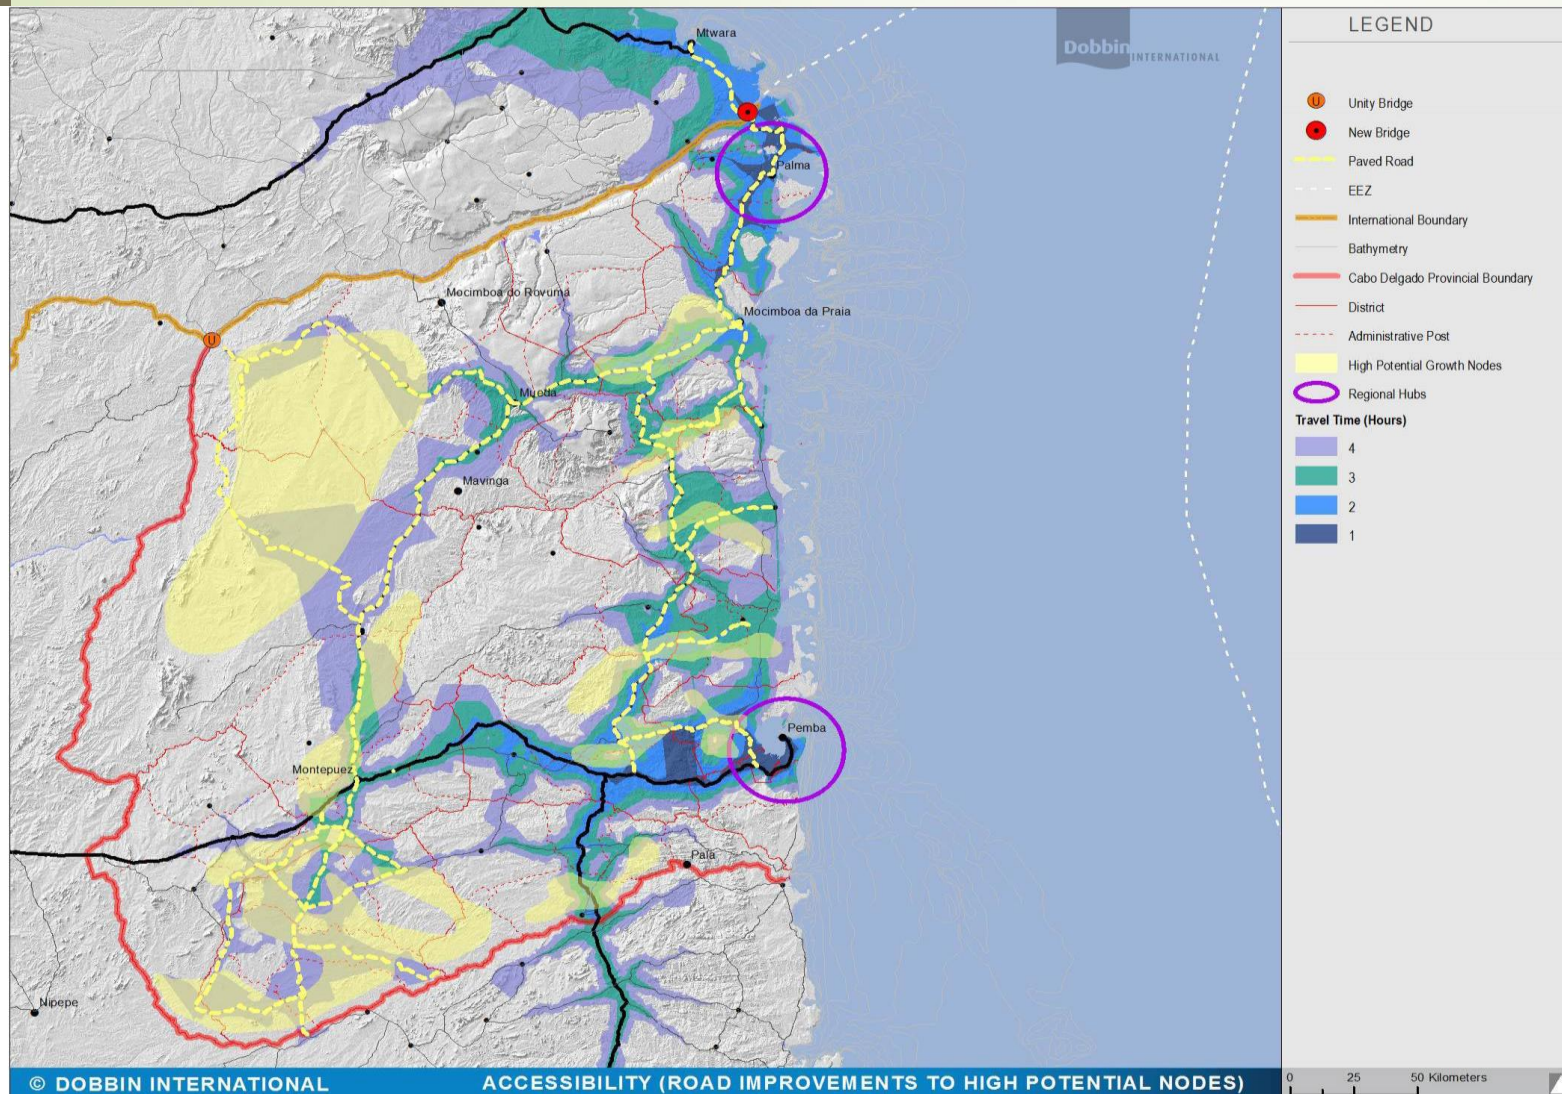 Mtwara
Dobbin
INTERNATIONAL
Palma
Mocimboa do Rovuma
Mocimboa da Praia
U
Mueda
Mavinga
Pemba
Montepuez
Paia
Nipepe
LEGEND
U Unity Bridge
New Bridge
Paved Road
EEZ
International Boundary
Bathymetry
Cabo Delgado Provincial Boundary
District
Administrative Post
High Potential Growth Nodes
Regional Hubs
Travel Time (Hours)
4
3
2
1
© DOBBIN INTERNATIONAL ACCESSIBILITY (ROAD IMPROVEMENTS TO HIGH POTENTIAL NODES)
0 25 50 Kilometers